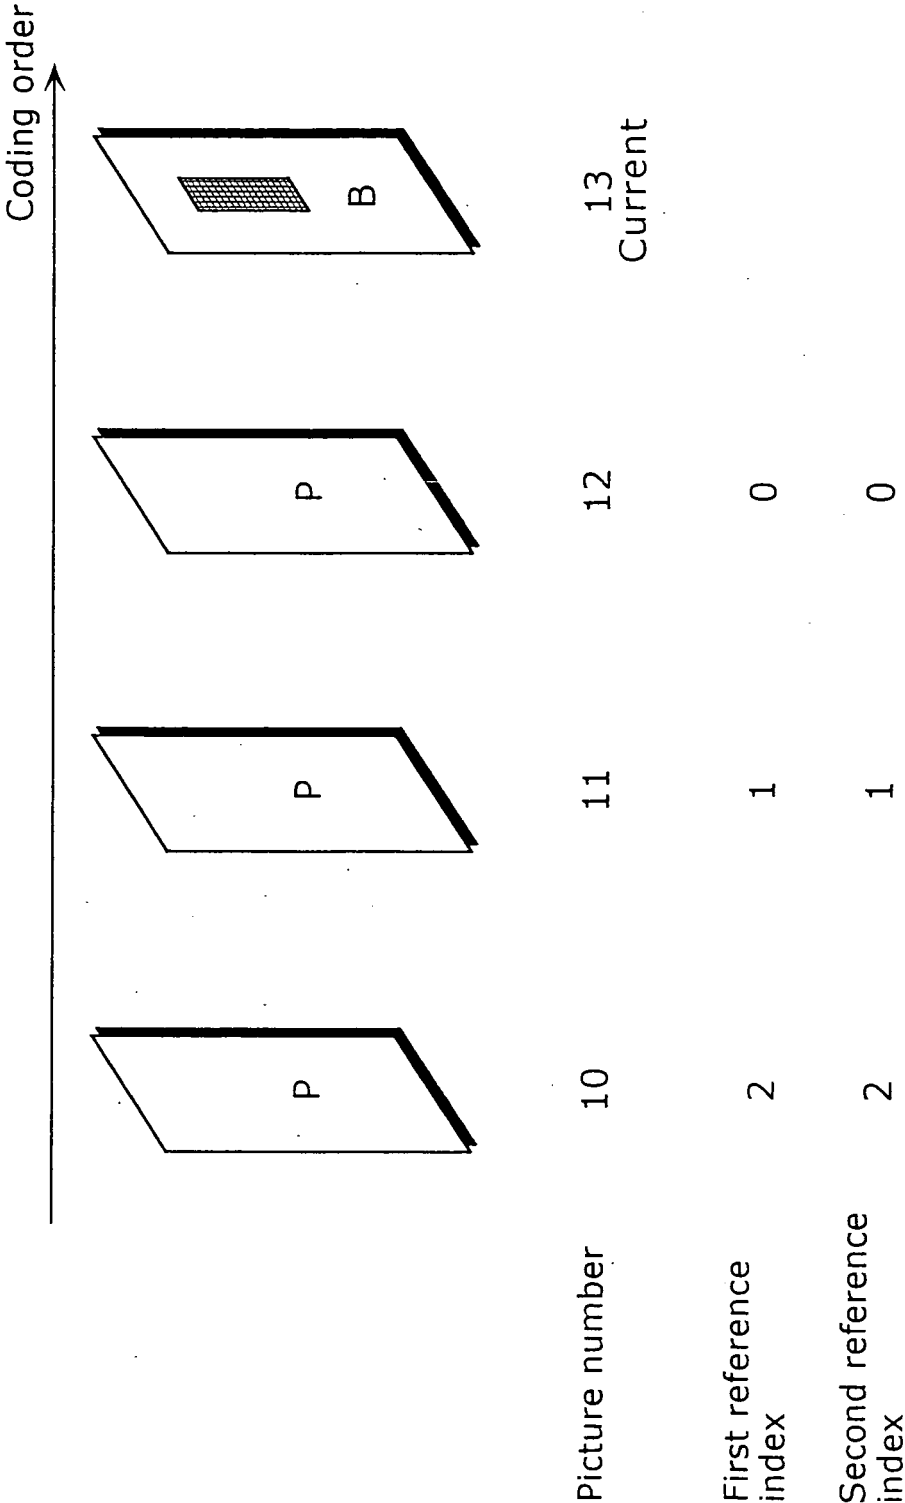 Coding order
P
P
P
B
Picture number 10 11 12 13
Current
First reference
index 2 1 0
Second reference
index 2 1 0